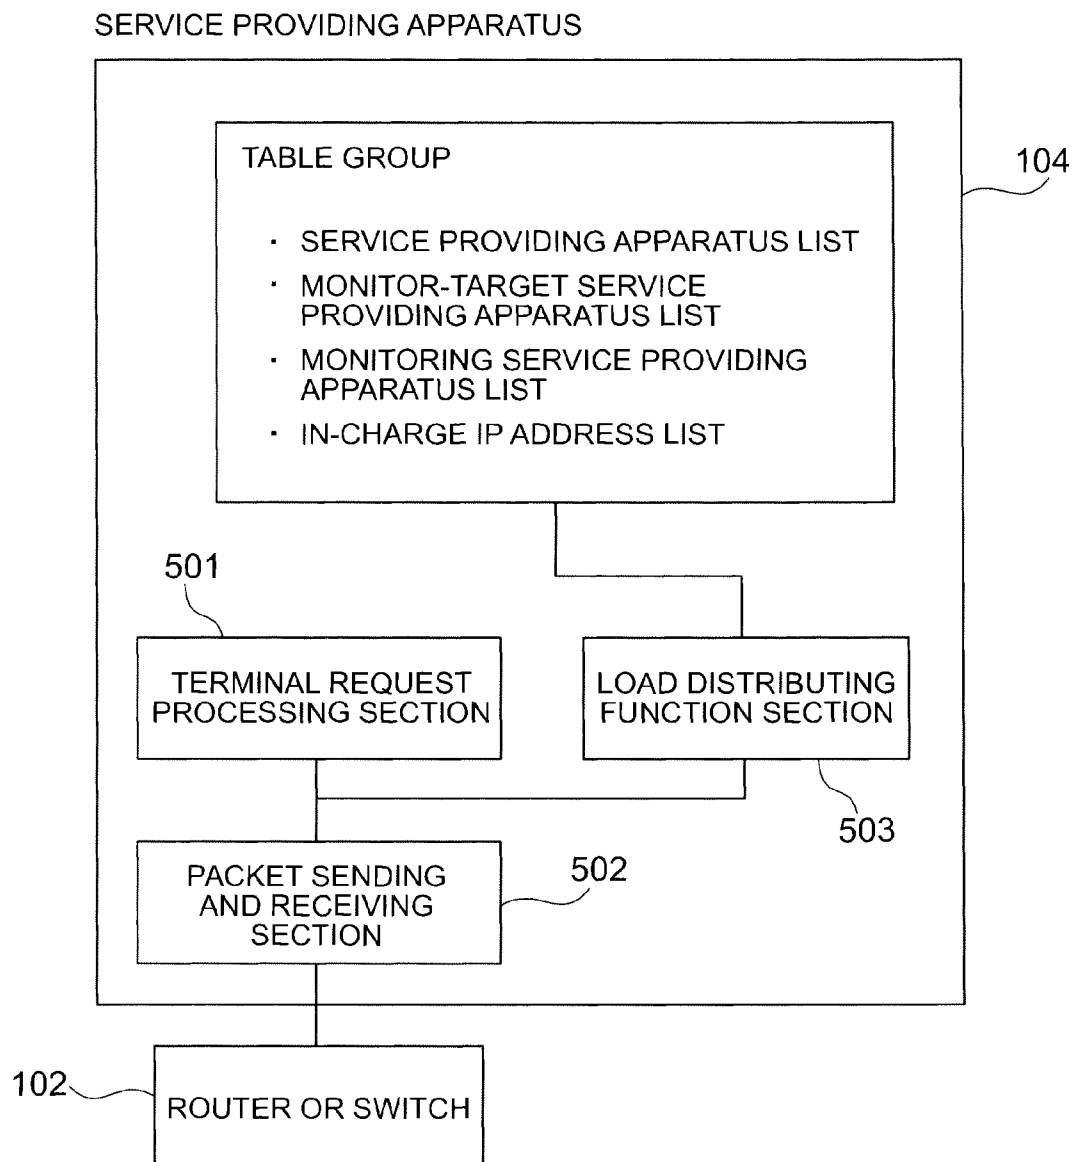 SERVICE PROVIDING APPARATUS
104
TABLE GROUP
· SERVICE PROVIDING APPARATUS LIST
· MONITOR-TARGET SERVICE
PROVIDING APPARATUS LIST
· MONITORING SERVICE PROVIDING
APPARATUS LIST
· IN-CHARGE IP ADDRESS LIST
501
TERMINAL REQUEST
PROCESSING SECTION
LOAD DISTRIBUTING
FUNCTION SECTION
503
PACKET SENDING
AND RECEIVING
SECTION
502
102
ROUTER OR SWITCH